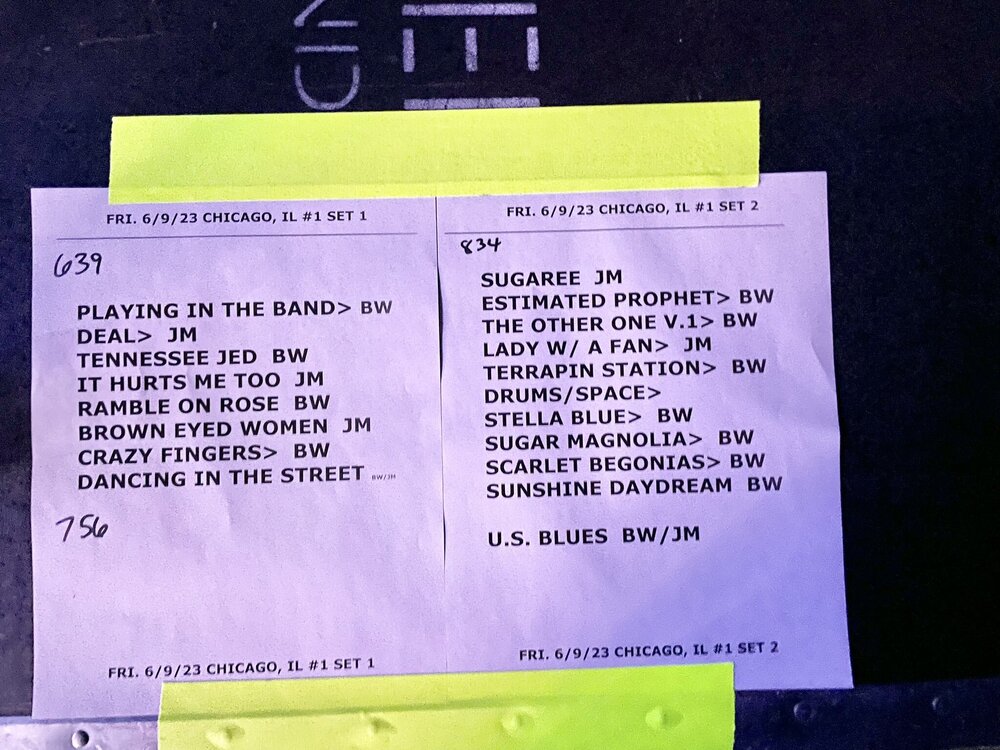 FRI. 6/9/23 CHICAGO, IL #1 SET 1
639
PLAYING IN THE BAND> BW
DEAL> JM
TENNESSEE JED BW
IT HURTS ME TOO JM
RAMBLE ON ROSE BW
BROWN EYED WOMEN JM
CRAZY FINGERS> BW
DANCING IN THE STREET BW/JM
756
FRI. 6/9/23 CHICAGO, IL #1 SET 1
FRI. 6/9/23 CHICAGO, IL #1 SET 2
834
SUGAREE JM
ESTIMATED PROPHET> BW
THE OTHER ONE V.1> BW
LADY W/ A FAN> JM
TERRAPIN STATION> BW
DRUMS/SPACE>
STELLA BLUE> BW
SUGAR MAGNOLIA> BW
SCARLET BEGONIAS> BW
SUNSHINE DAYDREAM BW
U.S. BLUES BW/JM
FRI. 6/9/23 CHICAGO, IL #1 SET 2